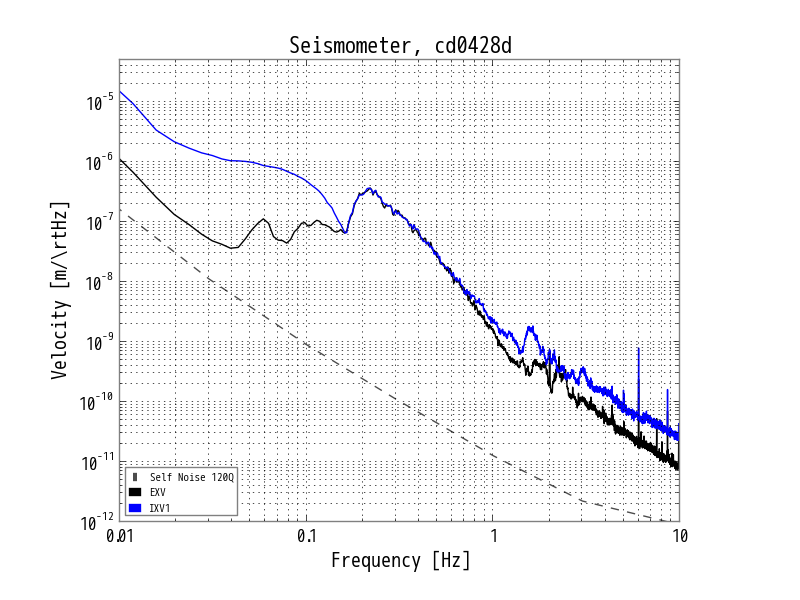 Seismometer, cd0428d
Velocity [m/\rtHz]
10^-5
10^-6
10^-7
10^-8
10^-9
10^-10
10^-11
10^-12
Self Noise 120Q
EXV
IXV1
0.01 0.1 1 10
Frequency [Hz]